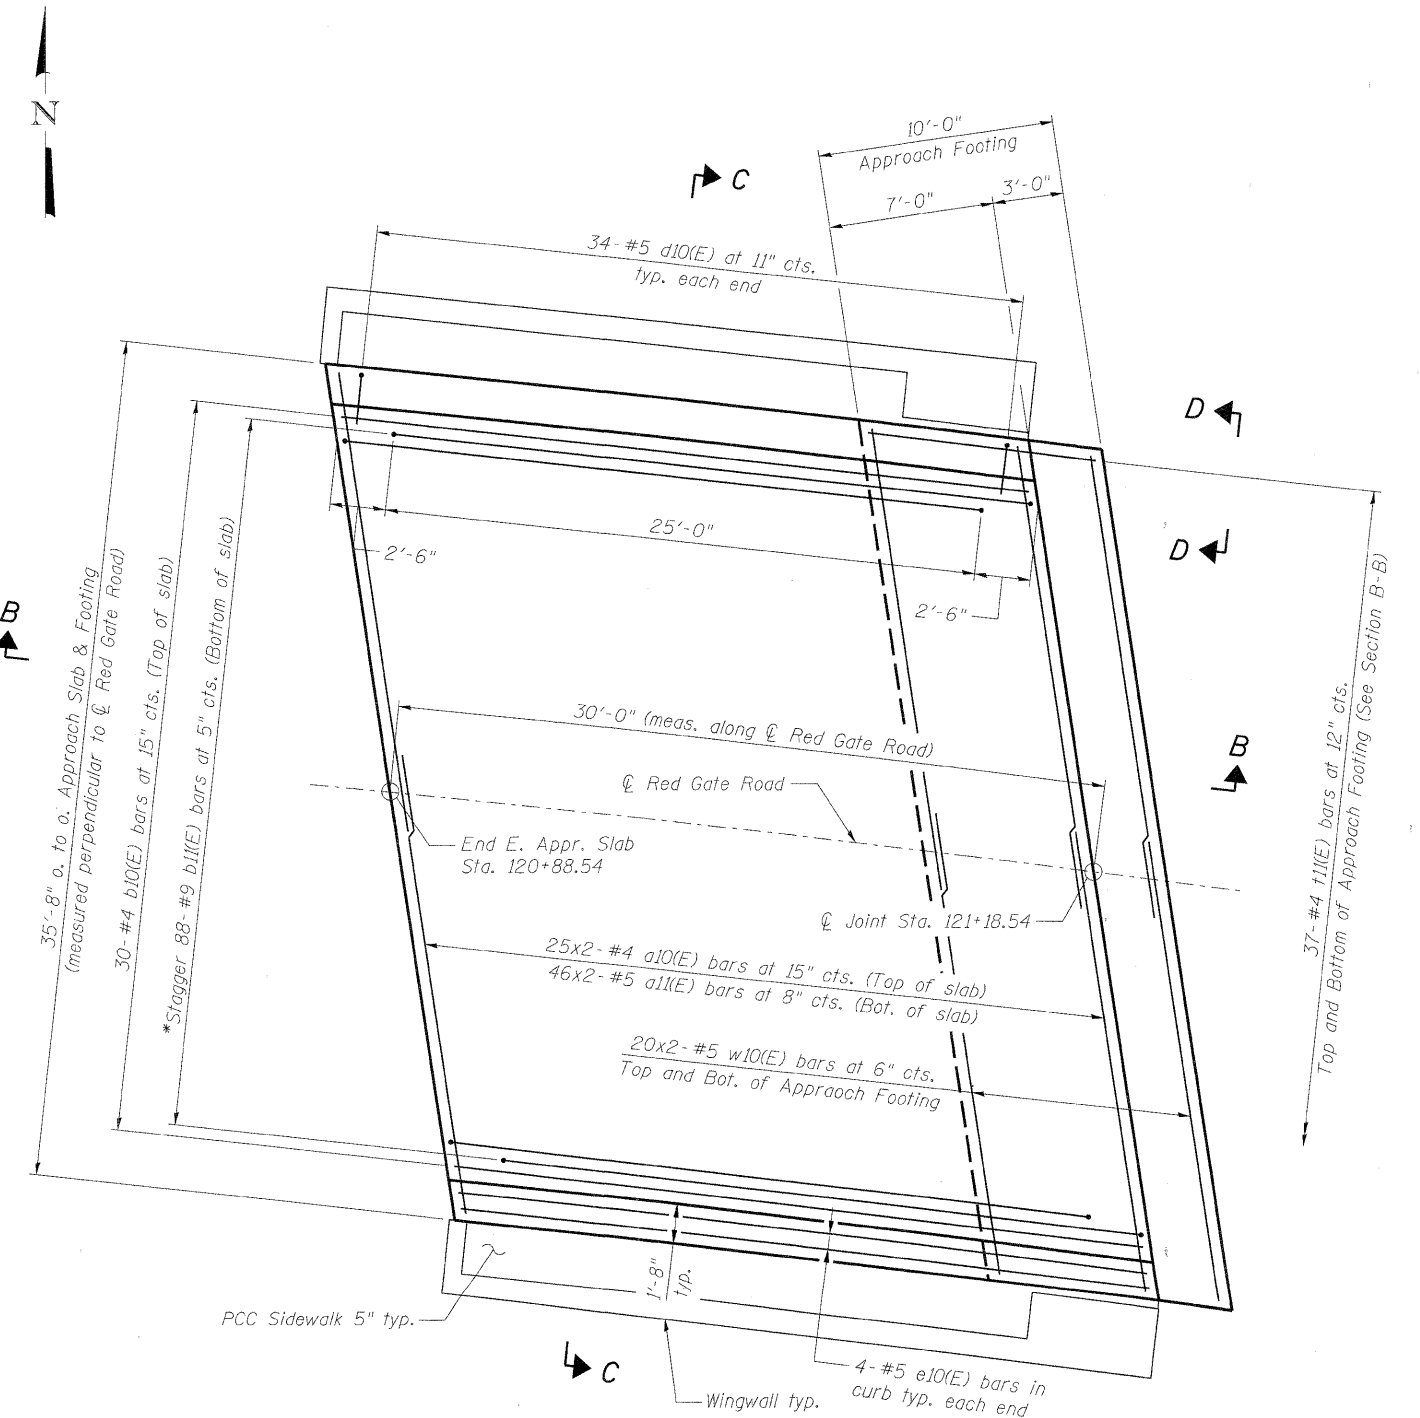 N
10'-0"
Approach Footing
7'-0"
3'-0"
C
34-#5 d10(E) at 11" cts.
typ. each end
D
25'-0"
2'-6"
D
2'-6"
B
35'-8" o. to o. Approach Slab & Footing
(measured perpendicular to ℄ Red Gate Road)
30-#4 b10(E) bars at 15" cts. (Top of slab)
*Stagger 88-#9 b11(E) bars at 5" cts. (Bottom of slab)
30'-0" (meas. along ℄ Red Gate Road)
℄ Red Gate Road
B
End E. Appr. Slab
Sta. 120+88.54
℄ Joint Sta. 121+18.54
37-#4 t11(E) bars at 12" cts.
Top and Bottom of Approach Footing (See Section B-B)
25x2-#4 a10(E) bars at 15" cts. (Top of slab)
46x2-#5 a11(E) bars at 8" cts. (Bot. of slab)
20x2-#5 w10(E) bars at 6" cts.
Top and Bot. of Appraoch Footing
1'-8"
typ.
PCC Sidewalk 5" typ.
C
Wingwall typ.
4-#5 e10(E) bars in
curb typ. each end